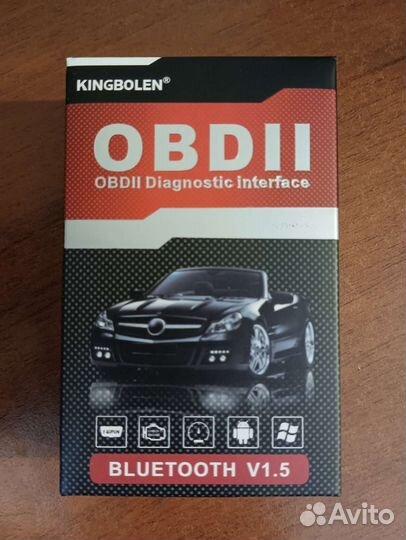 KINGBOLEN®
OBDII
OBDII Diagnostic interface
BLUETOOTH V1.5
Avito